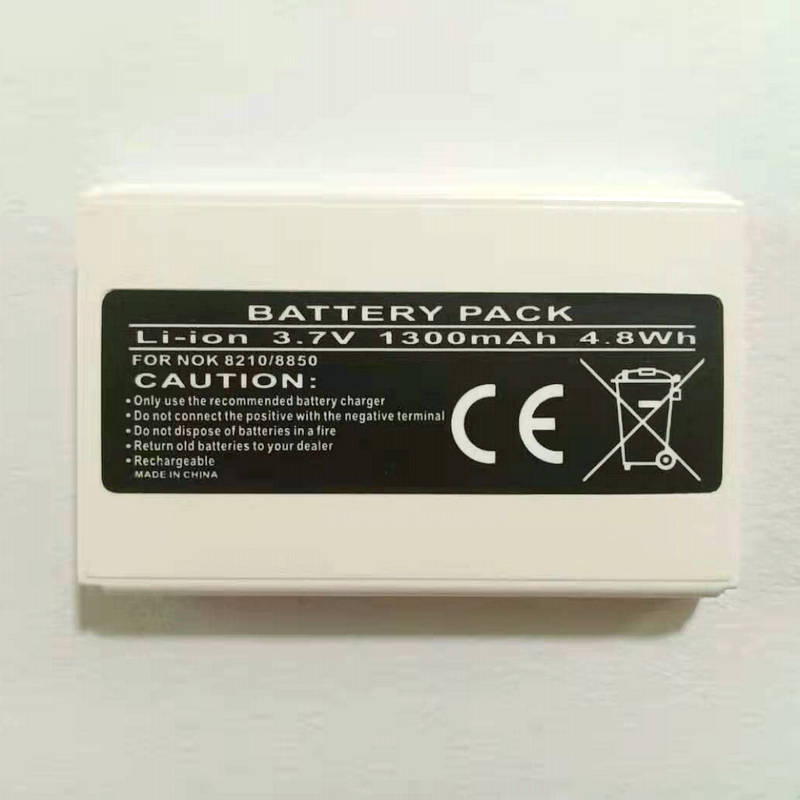 BATTERY PACK
Li-ion 3.7V 1300mAh 4.8Wh
FOR NOK 8210/8850
CAUTION:
• Only use the recommended battery charger
• Do not connect the positive with the negative terminal
• Do not dispose of batteries in a fire
• Return old batteries to your dealer
• Rechargeable
MADE IN CHINA
CE